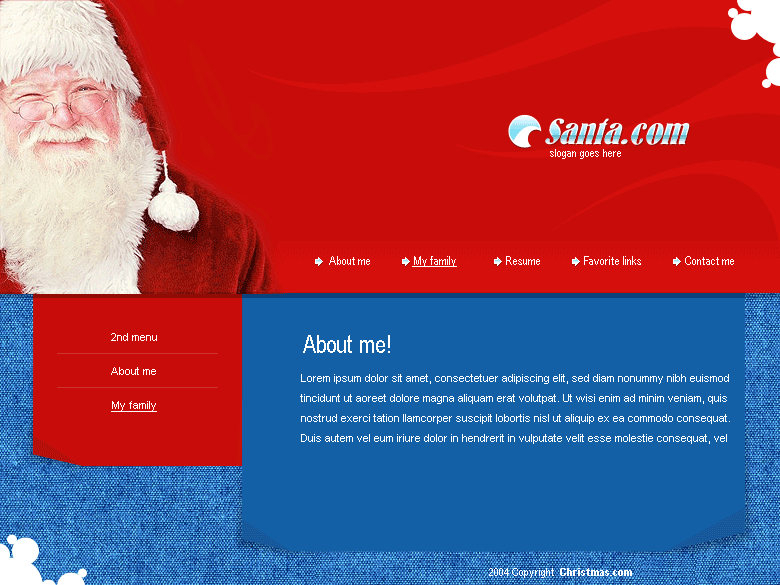 Santa.com
slogan goes here
About me
My family
Resume
Favorite links
Contact me
2nd menu
About me
My family
About me!
Lorem ipsum dolor sit amet, consectetuer adipiscing elit, sed diam nonummy nibh euismod
tincidunt ut aoreet dolore magna aliquam erat volutpat. Ut wisi enim ad minim veniam, quis
nostrud exerci tation llamcorper suscipit lobortis nisl ut aliquip ex ea commodo consequat.
Duis autem vel eum iriure dolor in hendrerit in vulputate velit esse molestie consequat, vel
2004 Copyright Christmas.com